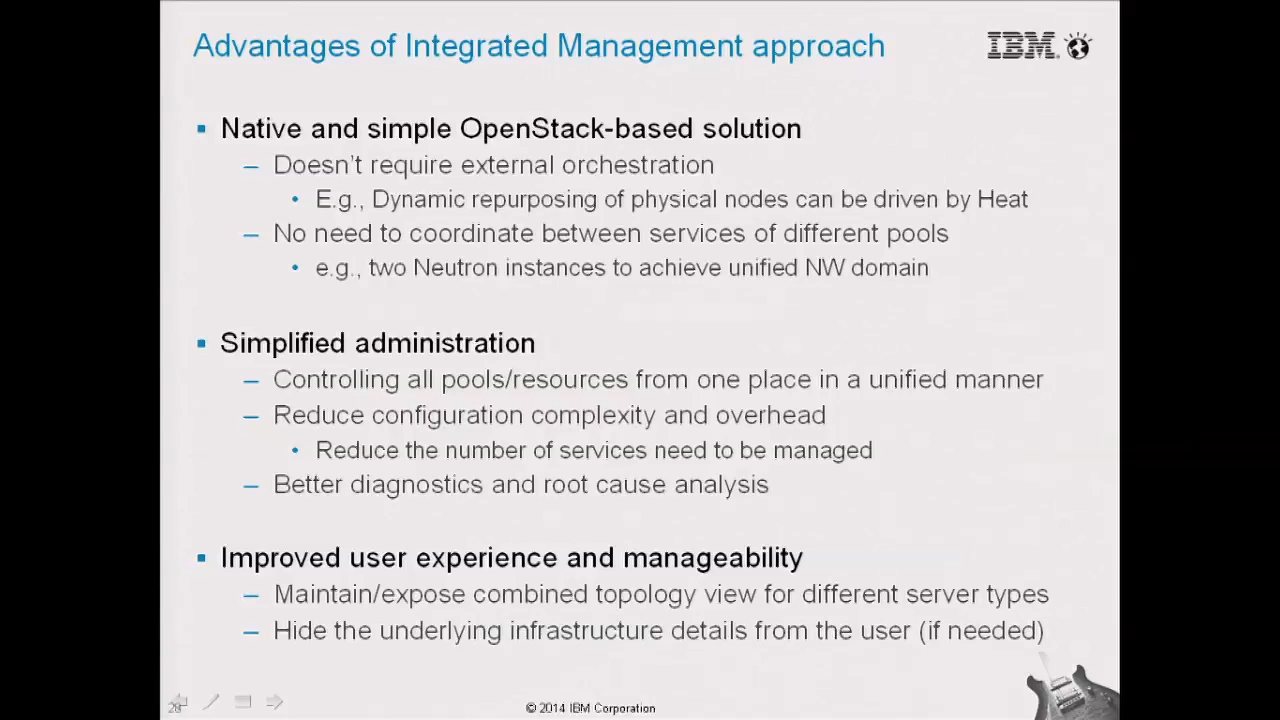 Advantages of Integrated Management approach
IBM
Native and simple OpenStack-based solution
– Doesn't require external orchestration
• E.g., Dynamic repurposing of physical nodes can be driven by Heat
– No need to coordinate between services of different pools
• e.g., two Neutron instances to achieve unified NW domain
Simplified administration
– Controlling all pools/resources from one place in a unified manner
– Reduce configuration complexity and overhead
• Reduce the number of services need to be managed
– Better diagnostics and root cause analysis
Improved user experience and manageability
– Maintain/expose combined topology view for different server types
– Hide the underlying infrastructure details from the user (if needed)
© 2014 IBM Corporation